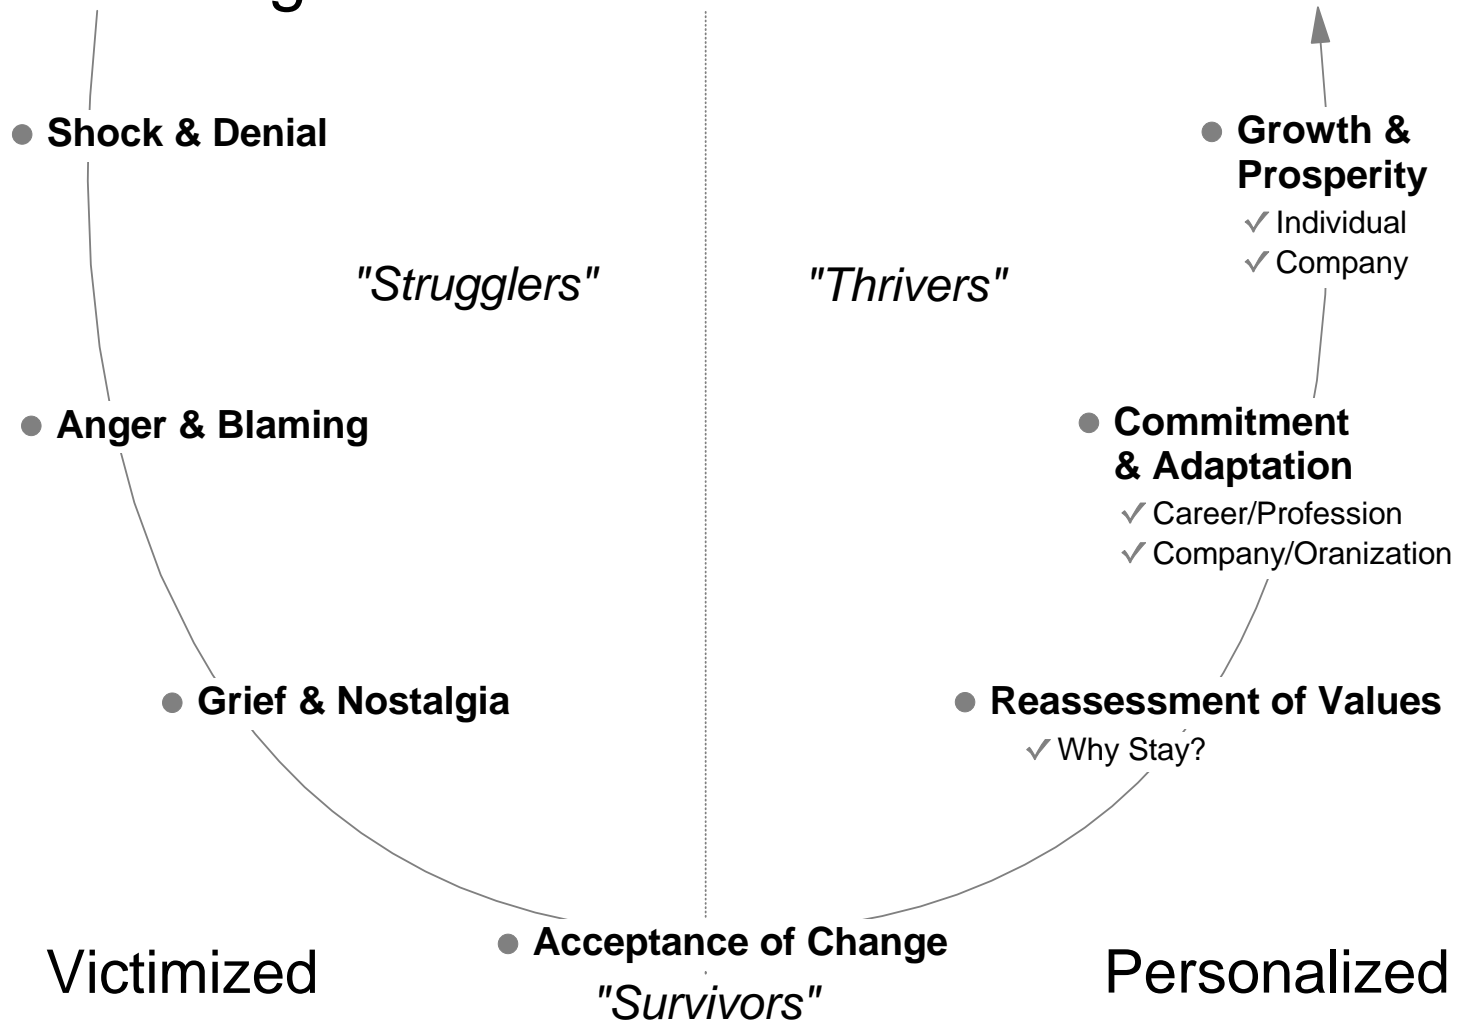 Shock & Denial
Growth &
Prosperity
✓ Individual
✓ Company
"Strugglers"
"Thrivers"
Anger & Blaming
Commitment
& Adaptation
✓ Career/Profession
✓ Company/Oranization
Grief & Nostalgia
Reassessment of Values
✓ Why Stay?
Acceptance of Change
Victimized
Personalized
"Survivors"